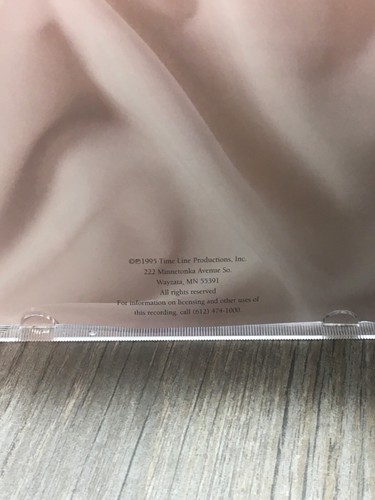 ©℗1995 Time Line Productions, Inc.
222 Minnetonka Avenue So.
Wayzata, MN 55391
All rights reserved
For information on licensing and other uses of
this recording, call (612) 474-1000